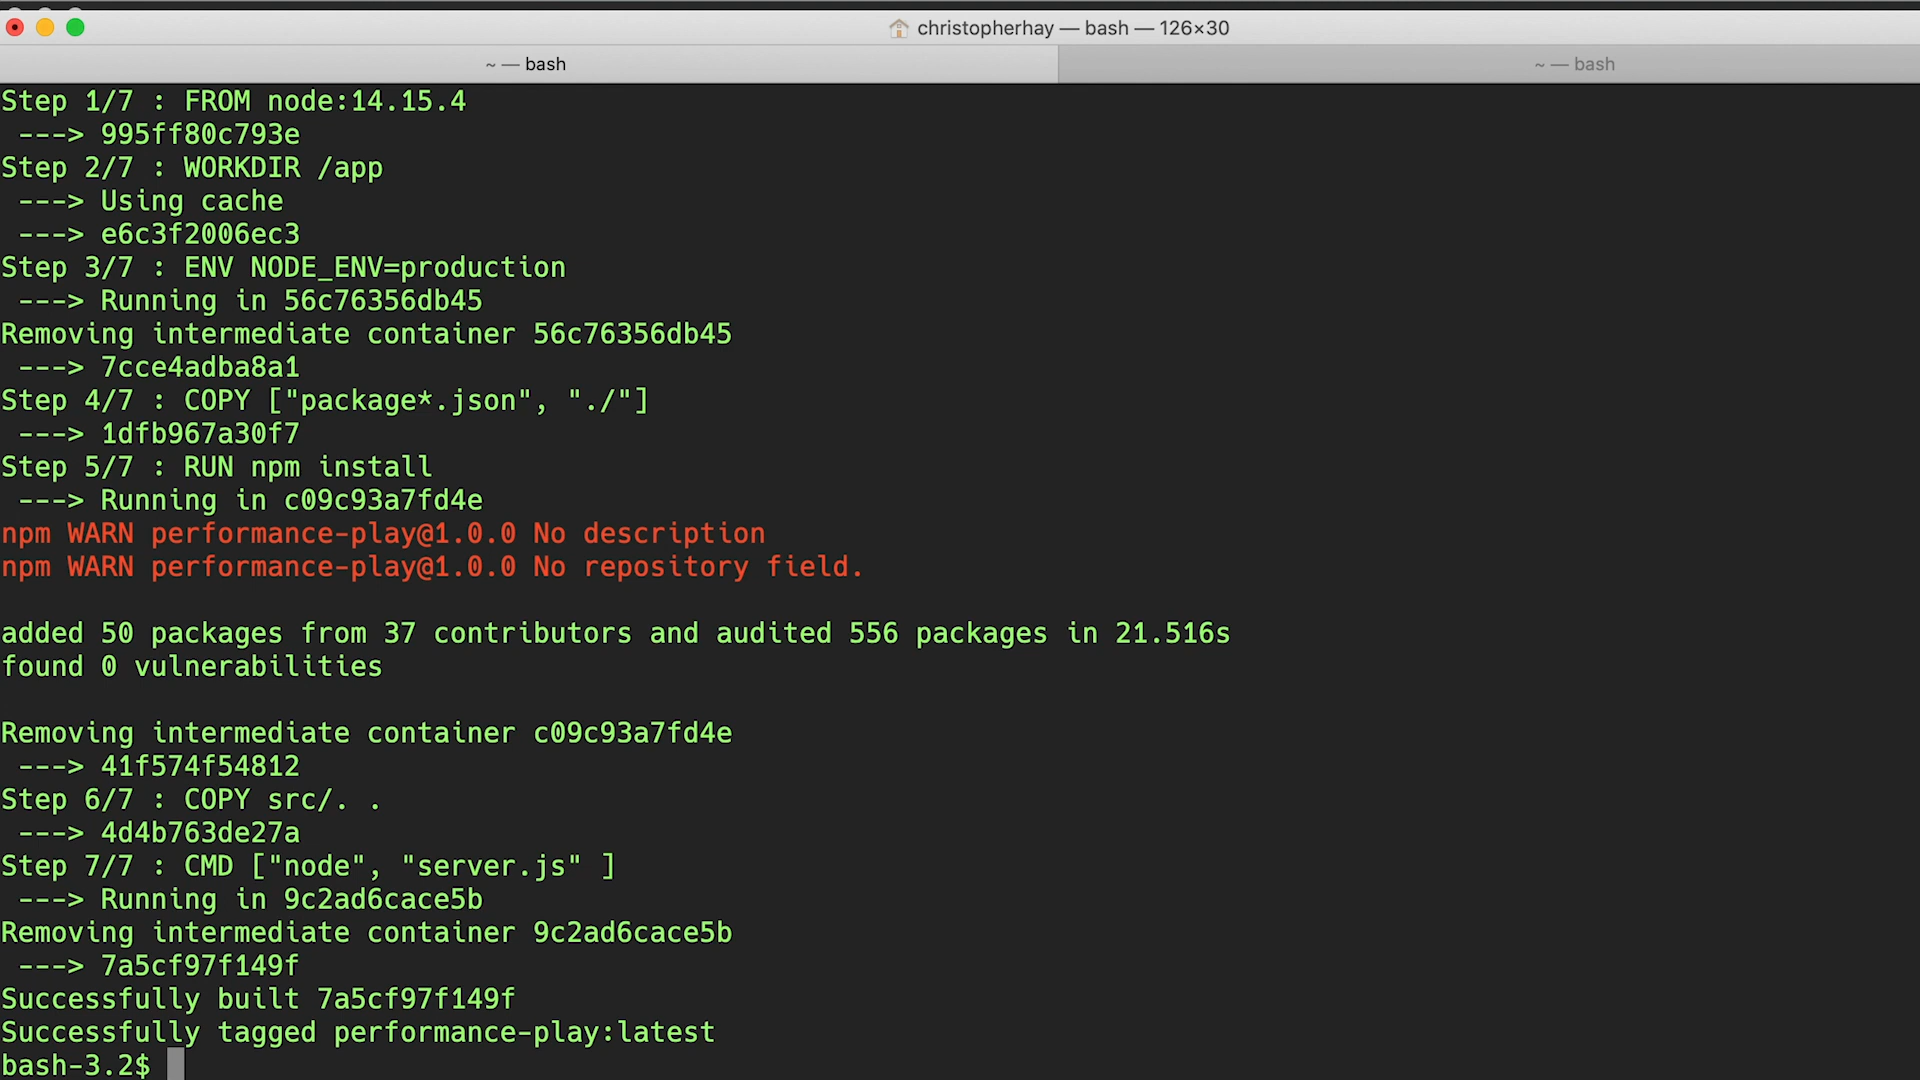 christopherhay — bash — 126×30
~ — bash
~ — bash
Step 1/7 : FROM node:14.15.4
 ---> 995ff80c793e
Step 2/7 : WORKDIR /app
 ---> Using cache
 ---> e6c3f2006ec3
Step 3/7 : ENV NODE_ENV=production
 ---> Running in 56c76356db45
Removing intermediate container 56c76356db45
 ---> 7cce4adba8a1
Step 4/7 : COPY ["package*.json", "./"]
 ---> 1dfb967a30f7
Step 5/7 : RUN npm install
 ---> Running in c09c93a7fd4e
npm WARN performance-play@1.0.0 No description
npm WARN performance-play@1.0.0 No repository field.
added 50 packages from 37 contributors and audited 556 packages in 21.516s
found 0 vulnerabilities
Removing intermediate container c09c93a7fd4e
 ---> 41f574f54812
Step 6/7 : COPY src/. .
 ---> 4d4b763de27a
Step 7/7 : CMD ["node", "server.js" ]
 ---> Running in 9c2ad6cace5b
Removing intermediate container 9c2ad6cace5b
 ---> 7a5cf97f149f
Successfully built 7a5cf97f149f
Successfully tagged performance-play:latest
bash-3.2$